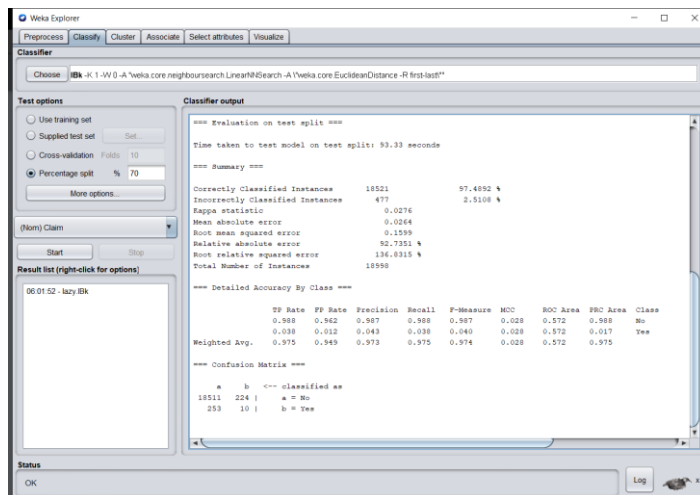 Weka Explorer
Preprocess Classify Cluster Associate Select attributes Visualize
Classifier
Choose IBk -K 1 -W 0 -A "weka.core.neighboursearch.LinearNNSearch -A \"weka.core.EuclideanDistance -R first-last\""
Test options
Use training set
Supplied test set Set...
Cross-validation Folds 10
Percentage split % 70
More options...
(Nom) Claim
Start Stop
Result list (right-click for options)
06:01:52 - lazy.IBk
Classifier output
=== Evaluation on test split ===
Time taken to test model on test split: 93.33 seconds
=== Summary ===
Correctly Classified Instances 18521 97.4892 %
Incorrectly Classified Instances 477 2.5108 %
Kappa statistic 0.0276
Mean absolute error 0.0264
Root mean squared error 0.1599
Relative absolute error 92.7351 %
Root relative squared error 136.8315 %
Total Number of Instances 18998
=== Detailed Accuracy By Class ===
TP Rate FP Rate Precision Recall F-Measure MCC ROC Area PRC Area Class
0.988 0.962 0.987 0.988 0.987 0.028 0.572 0.988 No
0.038 0.012 0.043 0.038 0.040 0.028 0.572 0.017 Yes
Weighted Avg. 0.975 0.949 0.973 0.975 0.974 0.028 0.572 0.975
=== Confusion Matrix ===
a b <-- classified as
18511 224 | a = No
253 10 | b = Yes
Status
OK
Log